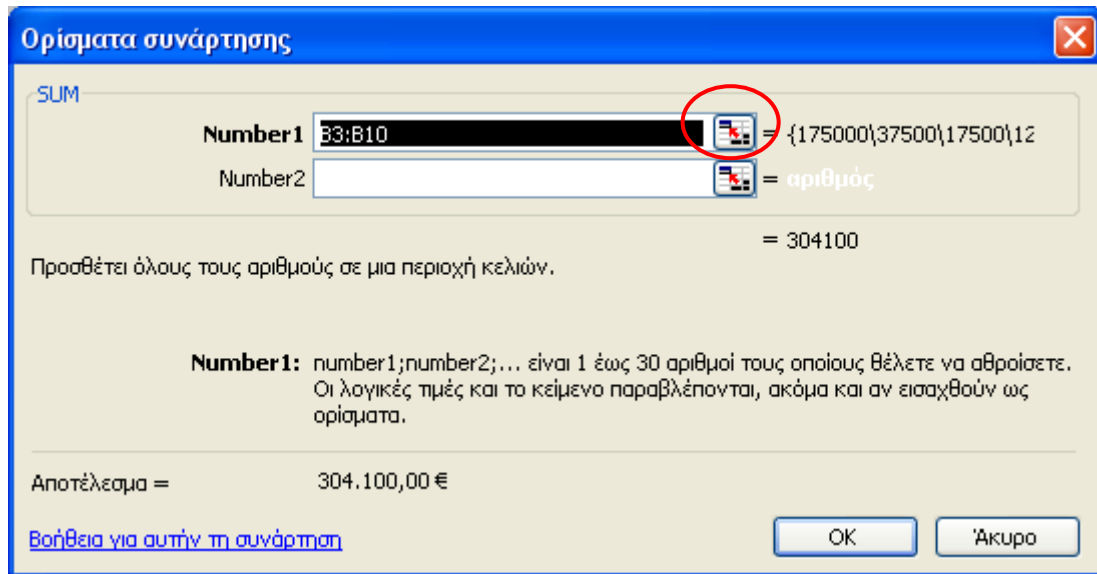 Ορίσματα συνάρτησης
SUM
Number1 B3:B10 = {175000\37500\17500\12
Number2 = αριθμός
= 304100
Προσθέτει όλους τους αριθμούς σε μια περιοχή κελιών.
Number1: number1;number2;... είναι 1 έως 30 αριθμοί τους οποίους θέλετε να αθροίσετε.
Οι λογικές τιμές και το κείμενο παραβλέπονται, ακόμα και αν εισαχθούν ως
ορίσματα.
Αποτέλεσμα = 304.100,00 €
Βοήθεια για αυτήν τη συνάρτηση
OK Άκυρο